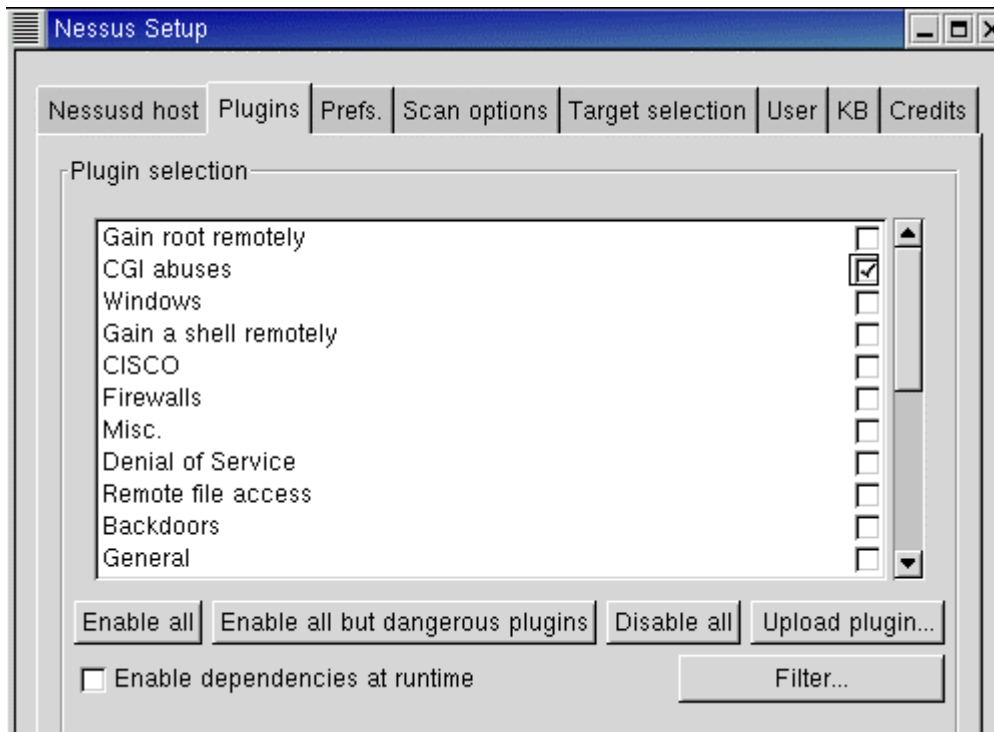 Nessus Setup
Nessusd host Plugins Prefs. Scan options Target selection User KB Credits
Plugin selection
Gain root remotely
CGI abuses
Windows
Gain a shell remotely
CISCO
Firewalls
Misc.
Denial of Service
Remote file access
Backdoors
General
Enable all Enable all but dangerous plugins Disable all Upload plugin...
Enable dependencies at runtime Filter...